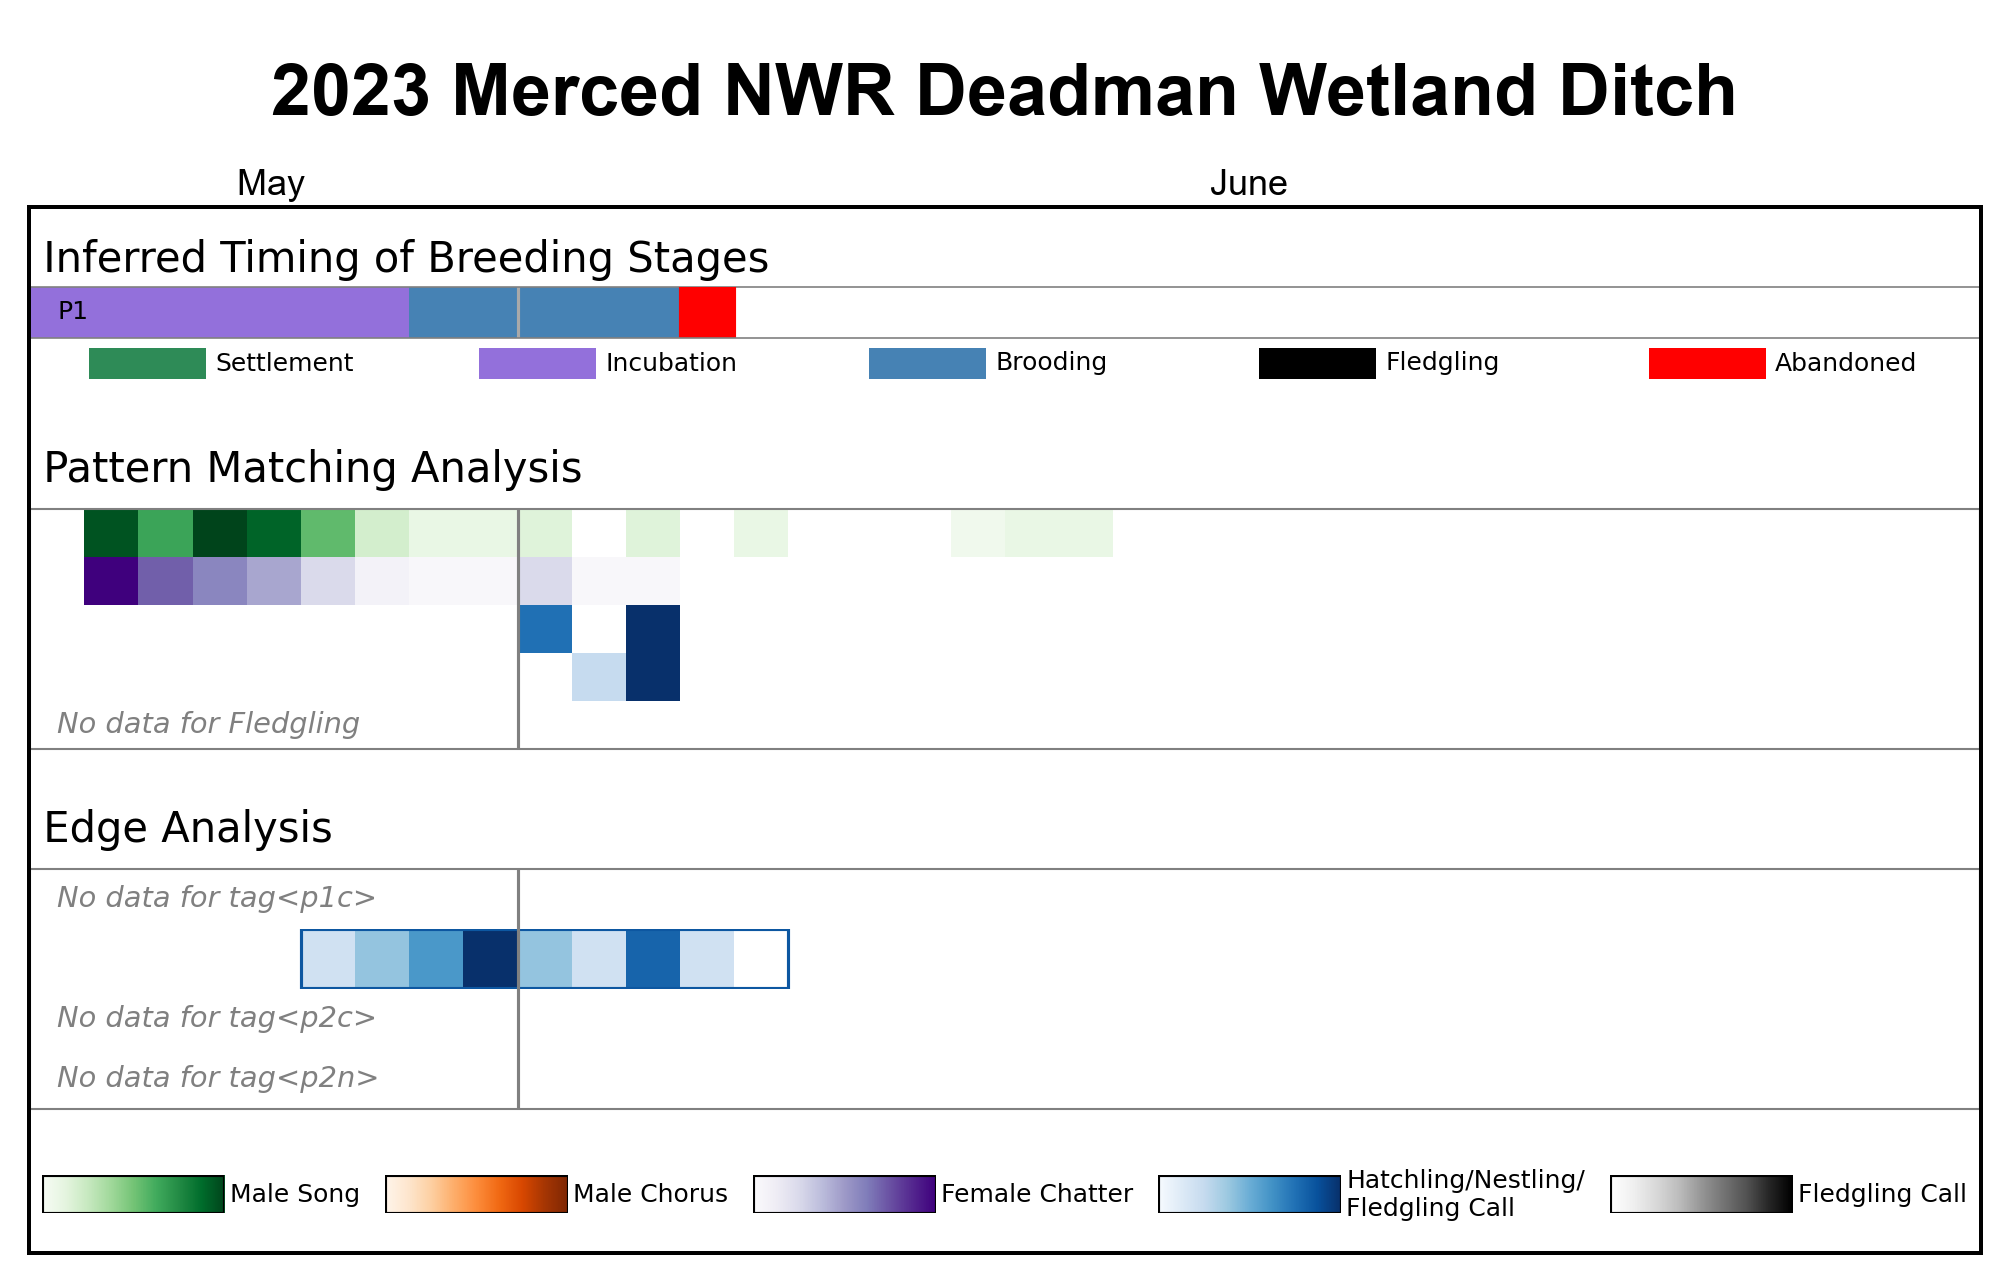 2023 Merced NWR Deadman Wetland Ditch
May June
Inferred Timing of Breeding Stages
P1
Settlement Incubation Brooding Fledgling Abandoned
Pattern Matching Analysis
No data for Fledgling
Edge Analysis
No data for tag<p1c>
No data for tag<p2c>
No data for tag<p2n>
Male Song Male Chorus Female Chatter Hatchling/Nestling/
Fledgling Call Fledgling Call